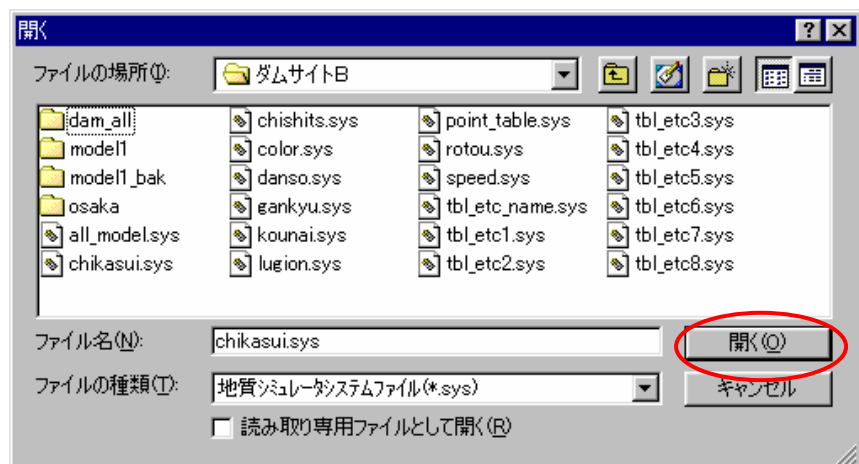 開く
ファイルの場所(I):
ダムサイトB
dam_all
model1
model1_bak
osaka
all_model.sys
chikasui.sys
chishits.sys
color.sys
danso.sys
gankyu.sys
kounai.sys
lugion.sys
point_table.sys
rotou.sys
speed.sys
tbl_etc_name.sys
tbl_etc1.sys
tbl_etc2.sys
tbl_etc3.sys
tbl_etc4.sys
tbl_etc5.sys
tbl_etc6.sys
tbl_etc7.sys
tbl_etc8.sys
ファイル名(N):
chikasui.sys
開く(O)
ファイルの種類(T):
地質シミュレータシステムファイル(*.sys)
キャンセル
読み取り専用ファイルとして開く(R)